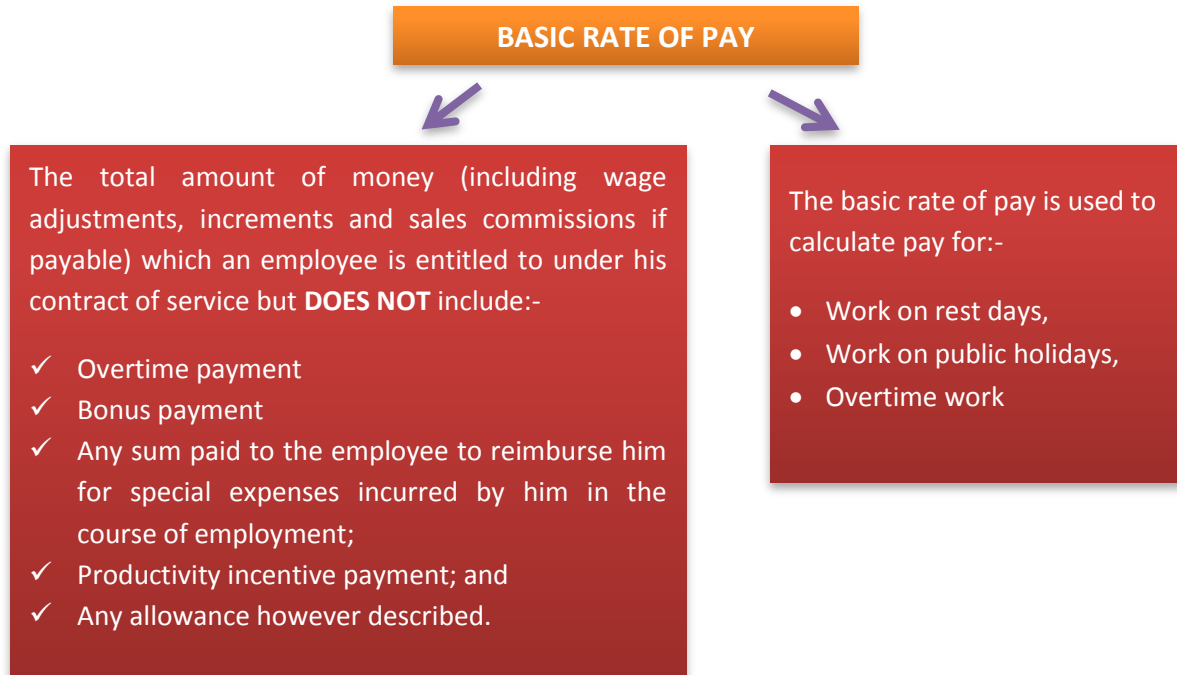 BASIC RATE OF PAY
The total amount of money (including wage
adjustments, increments and sales commissions if
payable) which an employee is entitled to under his
contract of service but DOES NOT include:-
✓ Overtime payment
✓ Bonus payment
✓ Any sum paid to the employee to reimburse him
for special expenses incurred by him in the
course of employment;
✓ Productivity incentive payment; and
✓ Any allowance however described.
The basic rate of pay is used to
calculate pay for:-
• Work on rest days,
• Work on public holidays,
• Overtime work